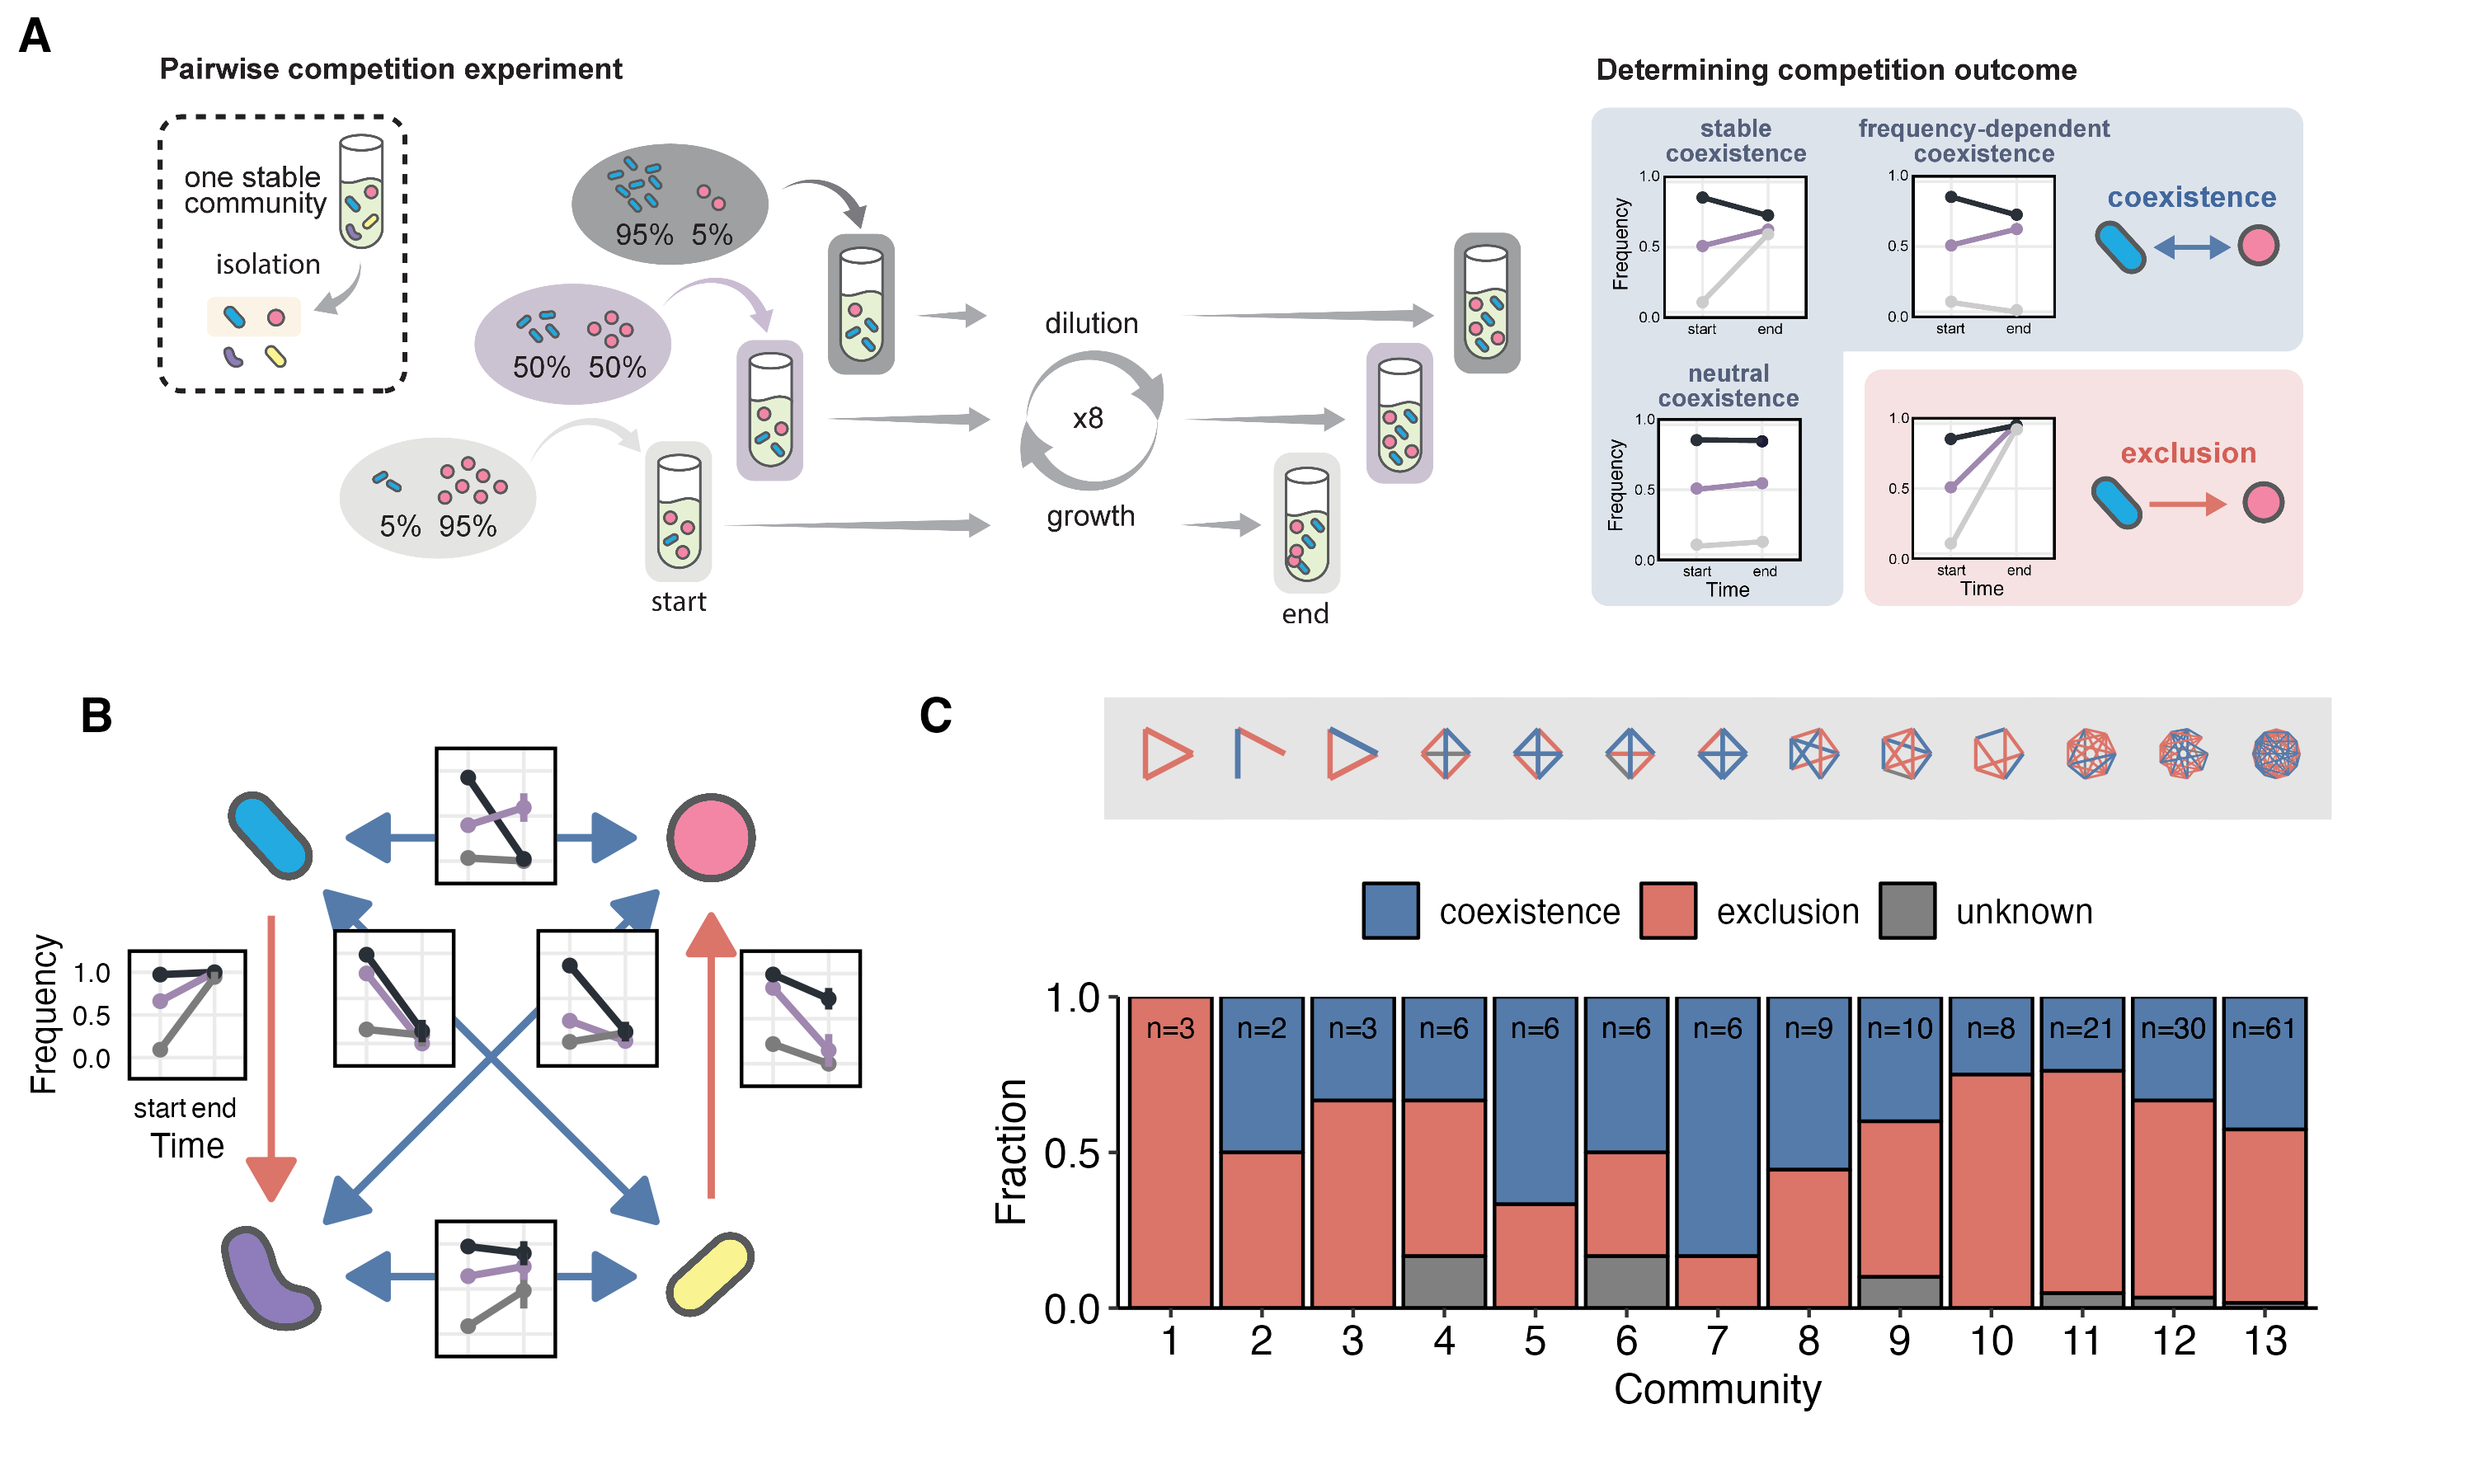 A
Pairwise competition experiment
one stable
community
isolation
95% 5%
50% 50%
5% 95%
start
dilution
x8
growth
end
Determining competition outcome
stable
coexistence
1.0
Frequency
0.5
0.0
start end
frequency-dependent
coexistence
1.0
0.5
0.0
start end
coexistence
neutral
coexistence
1.0
Frequency
0.5
0.0
start end
Time
1.0
0.5
0.0
start end
Time
exclusion
B
Frequency
1.0
0.5
0.0
start end
Time
C
coexistence exclusion unknown
Fraction
1.0
0.5
0.0
n=3 n=2 n=3 n=6 n=6 n=6 n=6 n=9 n=10 n=8 n=21 n=30 n=61
1 2 3 4 5 6 7 8 9 10 11 12 13
Community